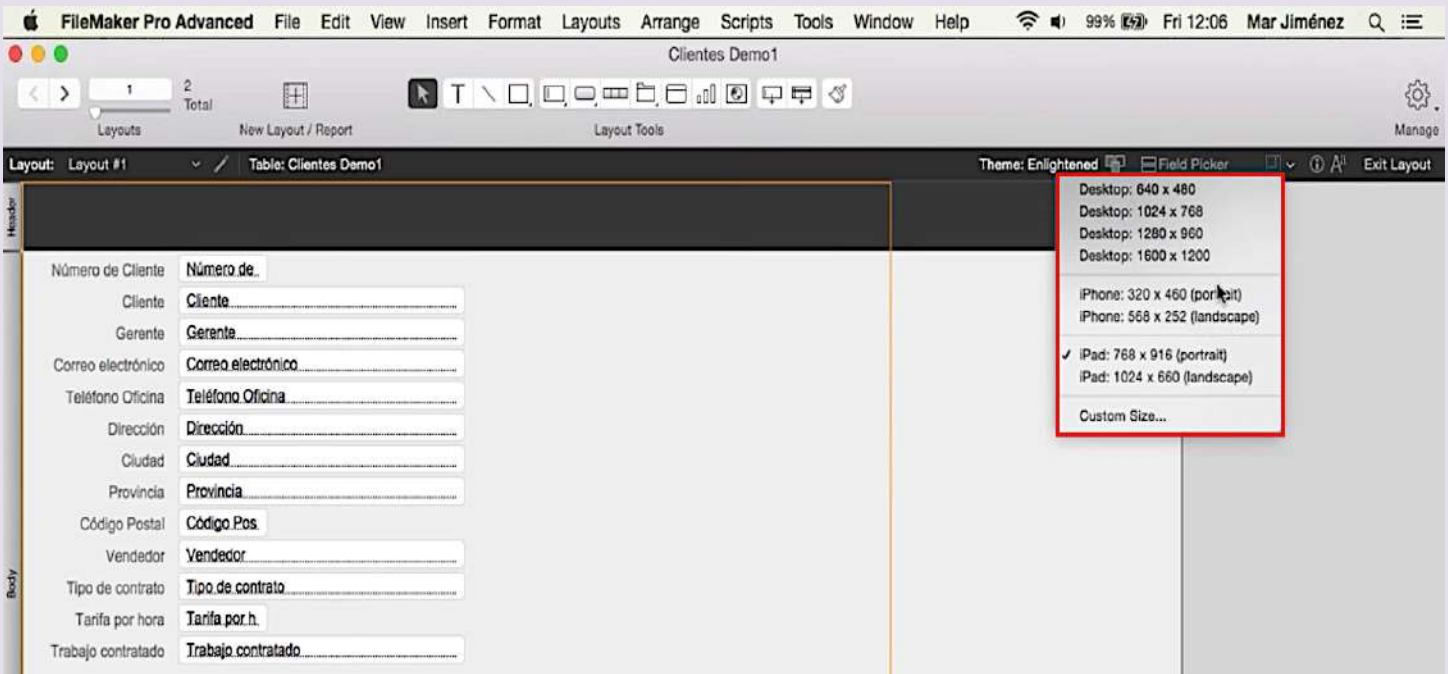 FileMaker Pro Advanced File Edit View Insert Format Layouts Arrange Scripts Tools Window Help 99% Fri 12:06 Mar Jiménez
Clientes Demo1
1
2
Total
Layouts
New Layout / Report
T
Layout Tools
Manage
Layout: Layout #1
Table: Clientes Demo1
Theme: Enlightened
Field Picker
Exit Layout
Header
Desktop: 640 x 480
Desktop: 1024 x 768
Desktop: 1280 x 960
Desktop: 1600 x 1200
iPhone: 320 x 460 (portrait)
iPhone: 568 x 252 (landscape)
✓ iPad: 768 x 916 (portrait)
iPad: 1024 x 660 (landscape)
Custom Size...
Body
Número de Cliente Número de
Cliente Cliente
Gerente Gerente
Correo electrónico Correo electrónico
Teléfono Oficina Teléfono Oficina
Dirección Dirección
Ciudad Ciudad
Provincia Provincia
Código Postal Código Pos
Vendedor Vendedor
Tipo de contrato Tipo de contrato
Tarifa por hora Tarifa por h
Trabajo contratado Trabajo contratado